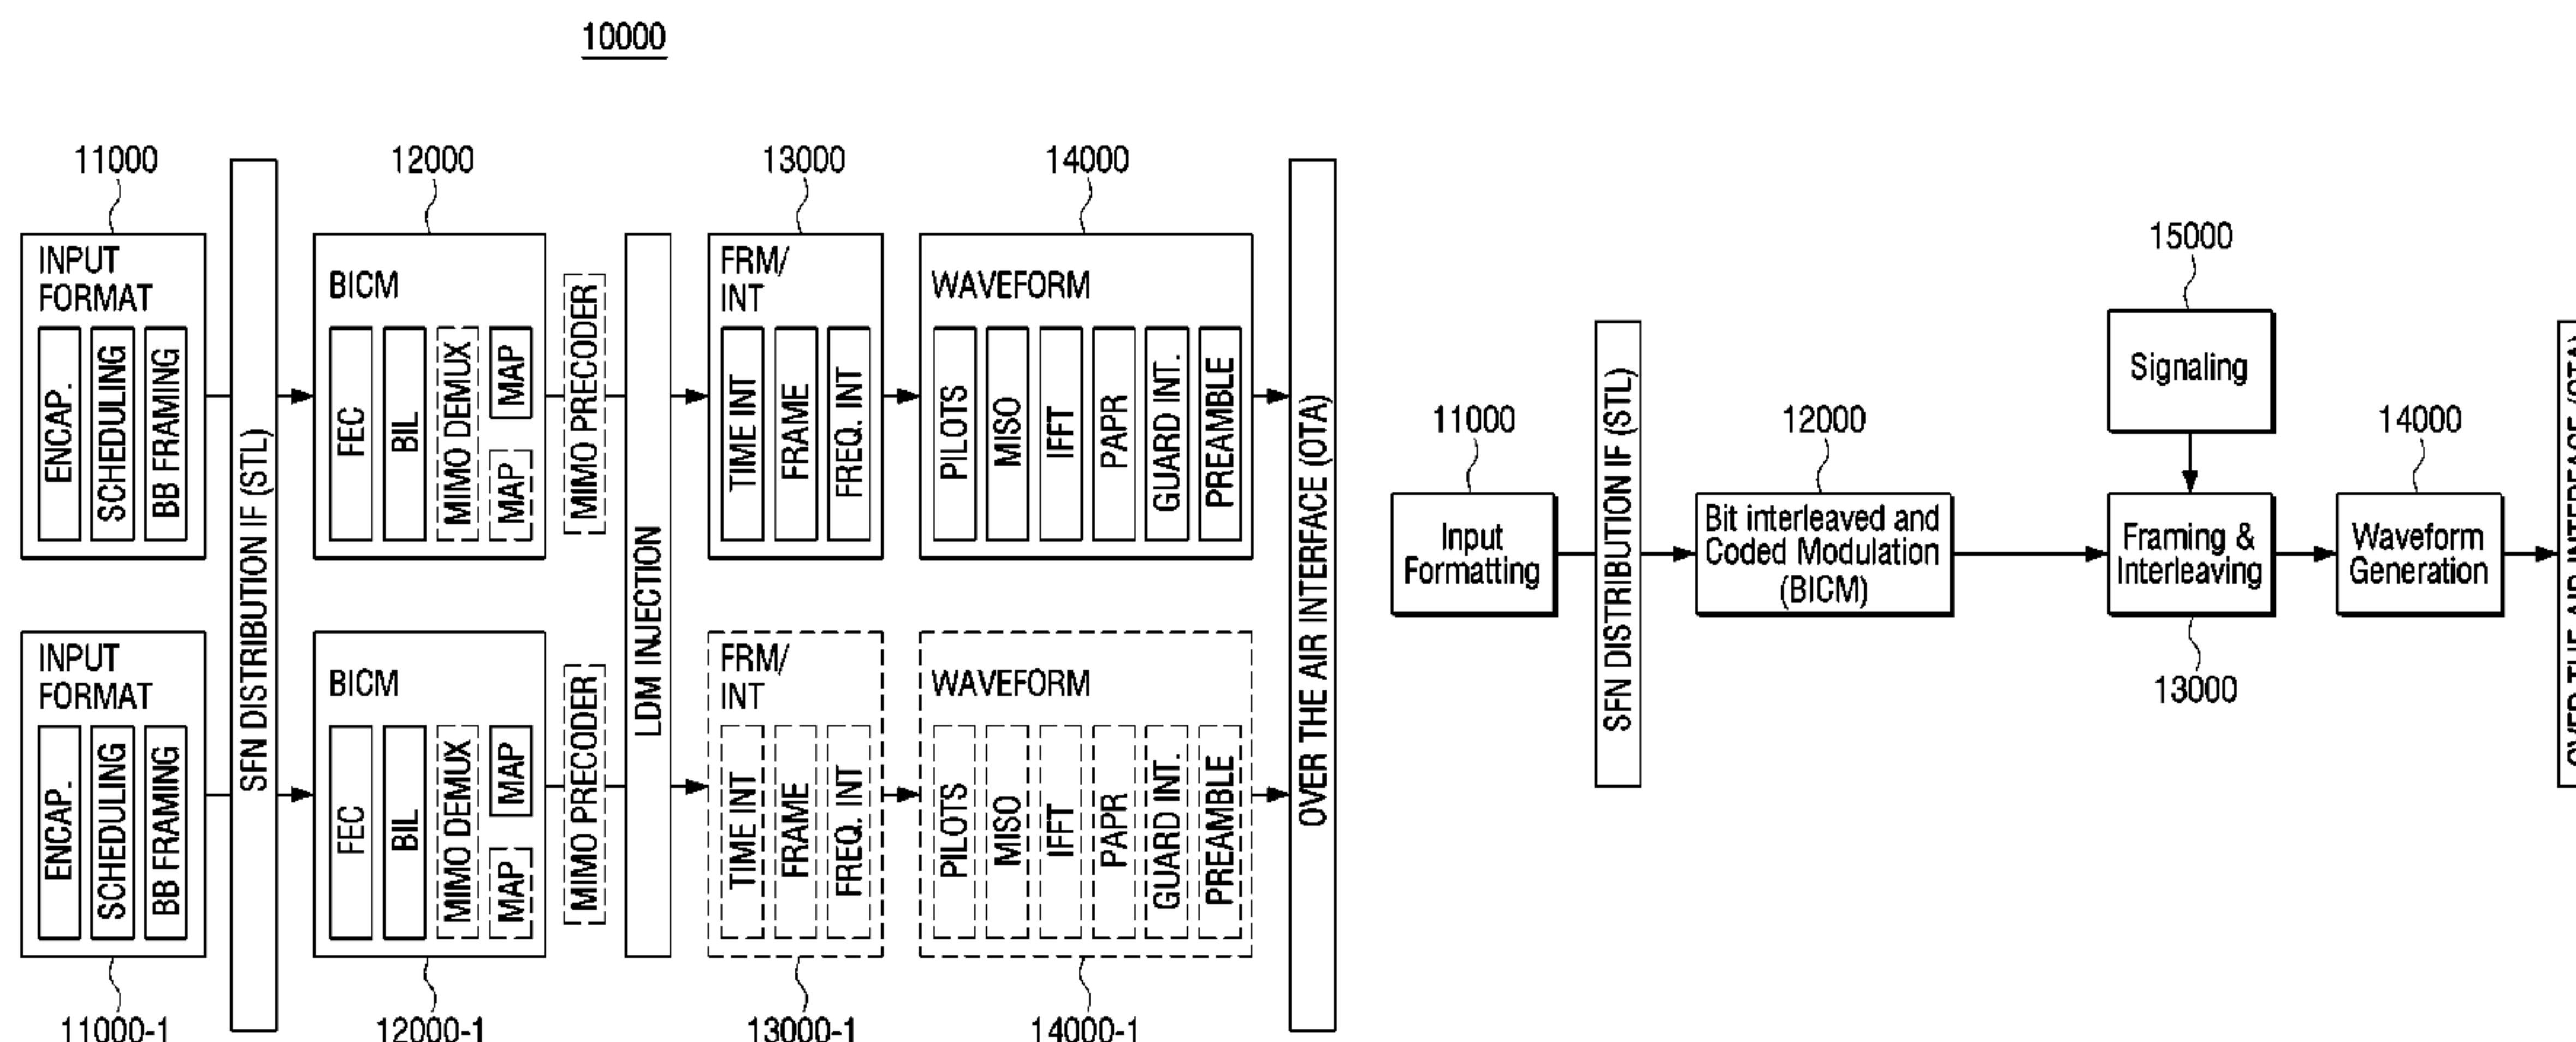 10000
11000
12000
13000
14000
INPUT
FORMAT
ENCAP.
SCHEDULING
BB FRAMING
SFN DISTRIBUTION IF (STL)
BICM
FEC
BIL
MIMO DEMUX
MAP
MAP
MIMO PRECODER
LDM INJECTION
FRM/
INT
TIME INT
FRAME
FREQ. INT
WAVEFORM
PILOTS
MISO
IFFT
PAPR
GUARD INT.
PREAMBLE
OVER THE AIR INTERFACE (OTA)
INPUT
FORMAT
ENCAP.
SCHEDULING
BB FRAMING
BICM
FEC
BIL
MIMO DEMUX
MAP
MAP
MIMO PRECODER
FRM/
INT
TIME INT
FRAME
FREQ. INT
WAVEFORM
PILOTS
MISO
IFFT
PAPR
GUARD INT.
PREAMBLE
11000-1
12000-1
13000-1
14000-1
15000
Signaling
11000
Input
Formatting
SFN DISTRIBUTION IF (STL)
12000
Bit interleaved and
Coded Modulation
(BICM)
Framing &
Interleaving
13000
14000
Waveform
Generation
OVER THE AIR INTERFACE (OTA)